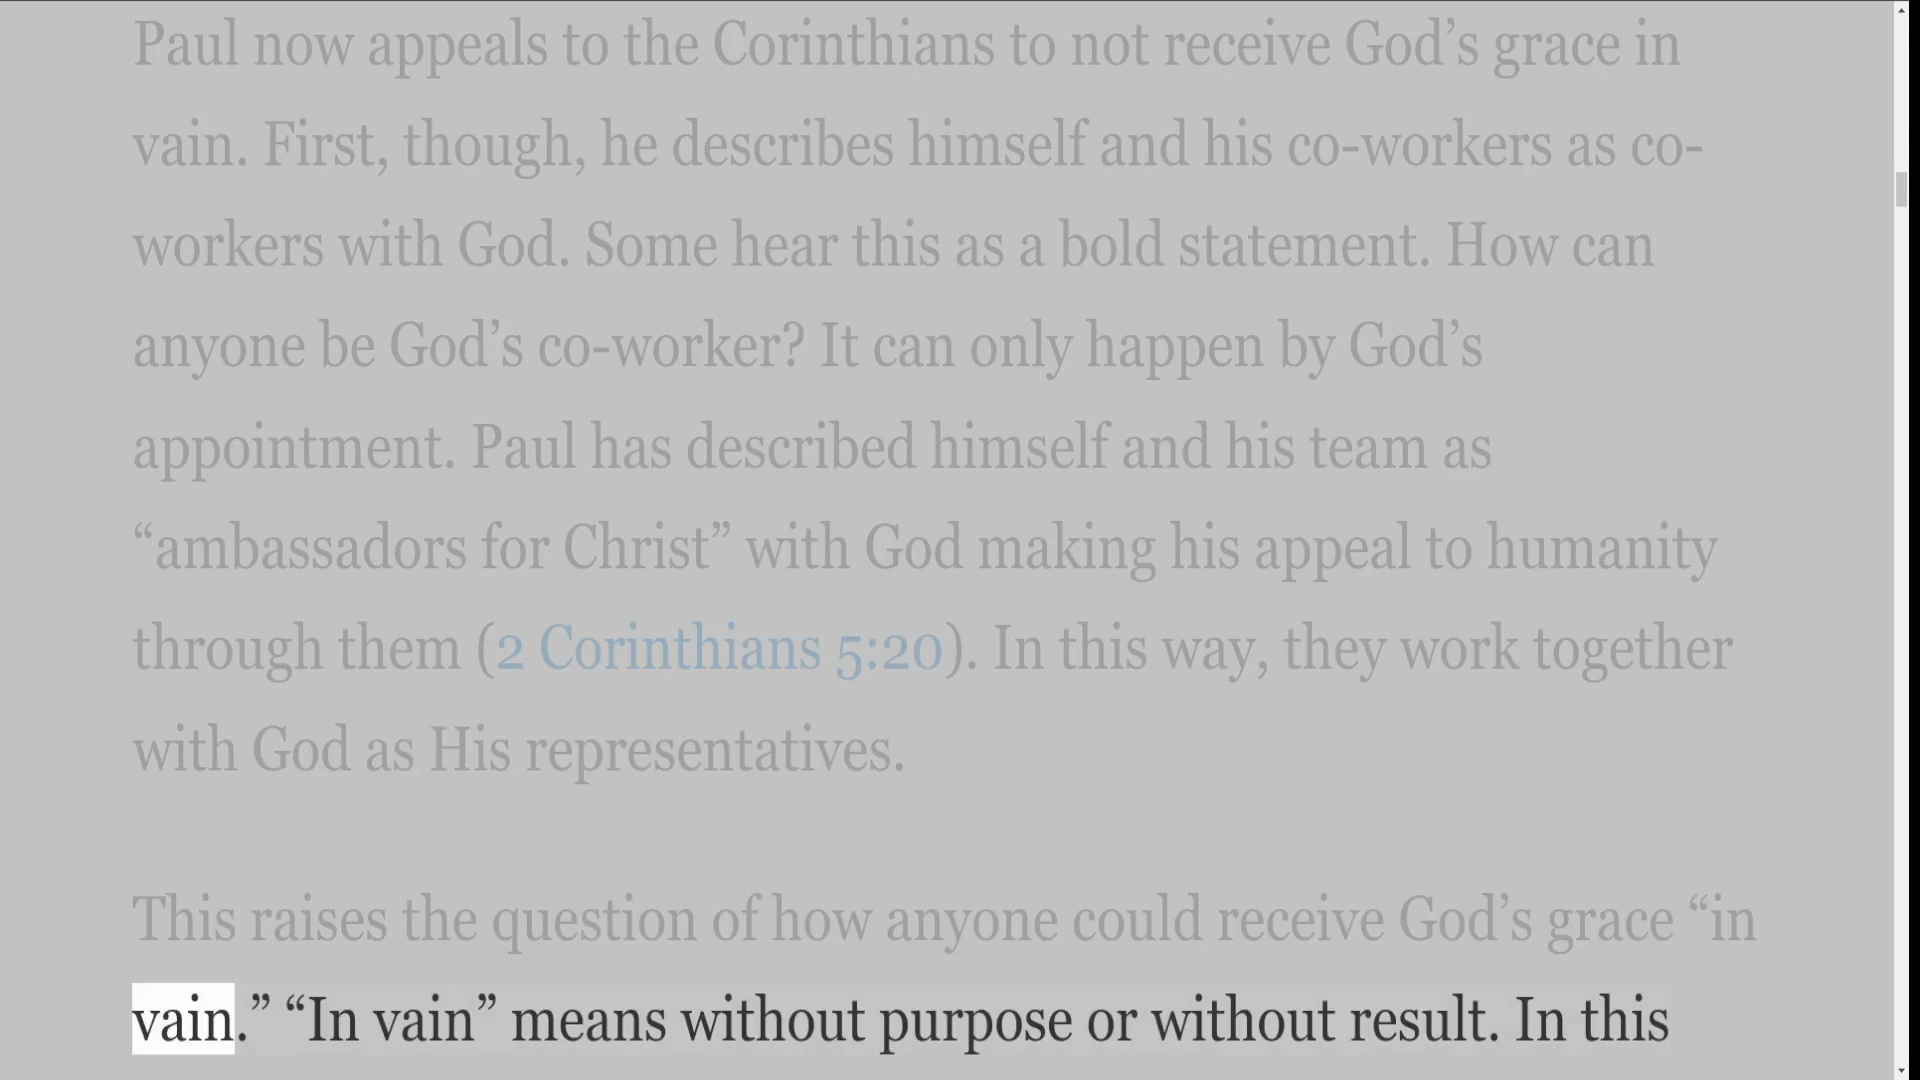 Paul now appeals to the Corinthians to not receive God’s grace in
vain. First, though, he describes himself and his co-workers as co-
workers with God. Some hear this as a bold statement. How can
anyone be God’s co-worker? It can only happen by God’s
appointment. Paul has described himself and his team as
“ambassadors for Christ” with God making his appeal to humanity
through them (2 Corinthians 5:20). In this way, they work together
with God as His representatives.
This raises the question of how anyone could receive God’s grace “in
vain.” “In vain” means without purpose or without result. In this